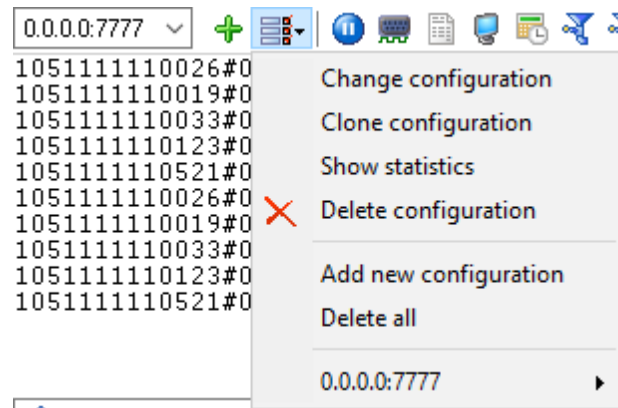 0.0.0.0:7777
1051111110026#0
1051111110019#0
1051111110033#0
1051111110123#0
1051111110521#0
1051111110026#0
1051111110019#0
1051111110033#0
1051111110123#0
1051111110521#0
Change configuration
Clone configuration
Show statistics
Delete configuration
Add new configuration
Delete all
0.0.0.0:7777